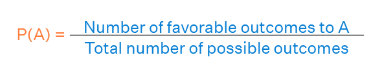 P(A) = Number of favorable outcomes to A
Total number of possible outcomes